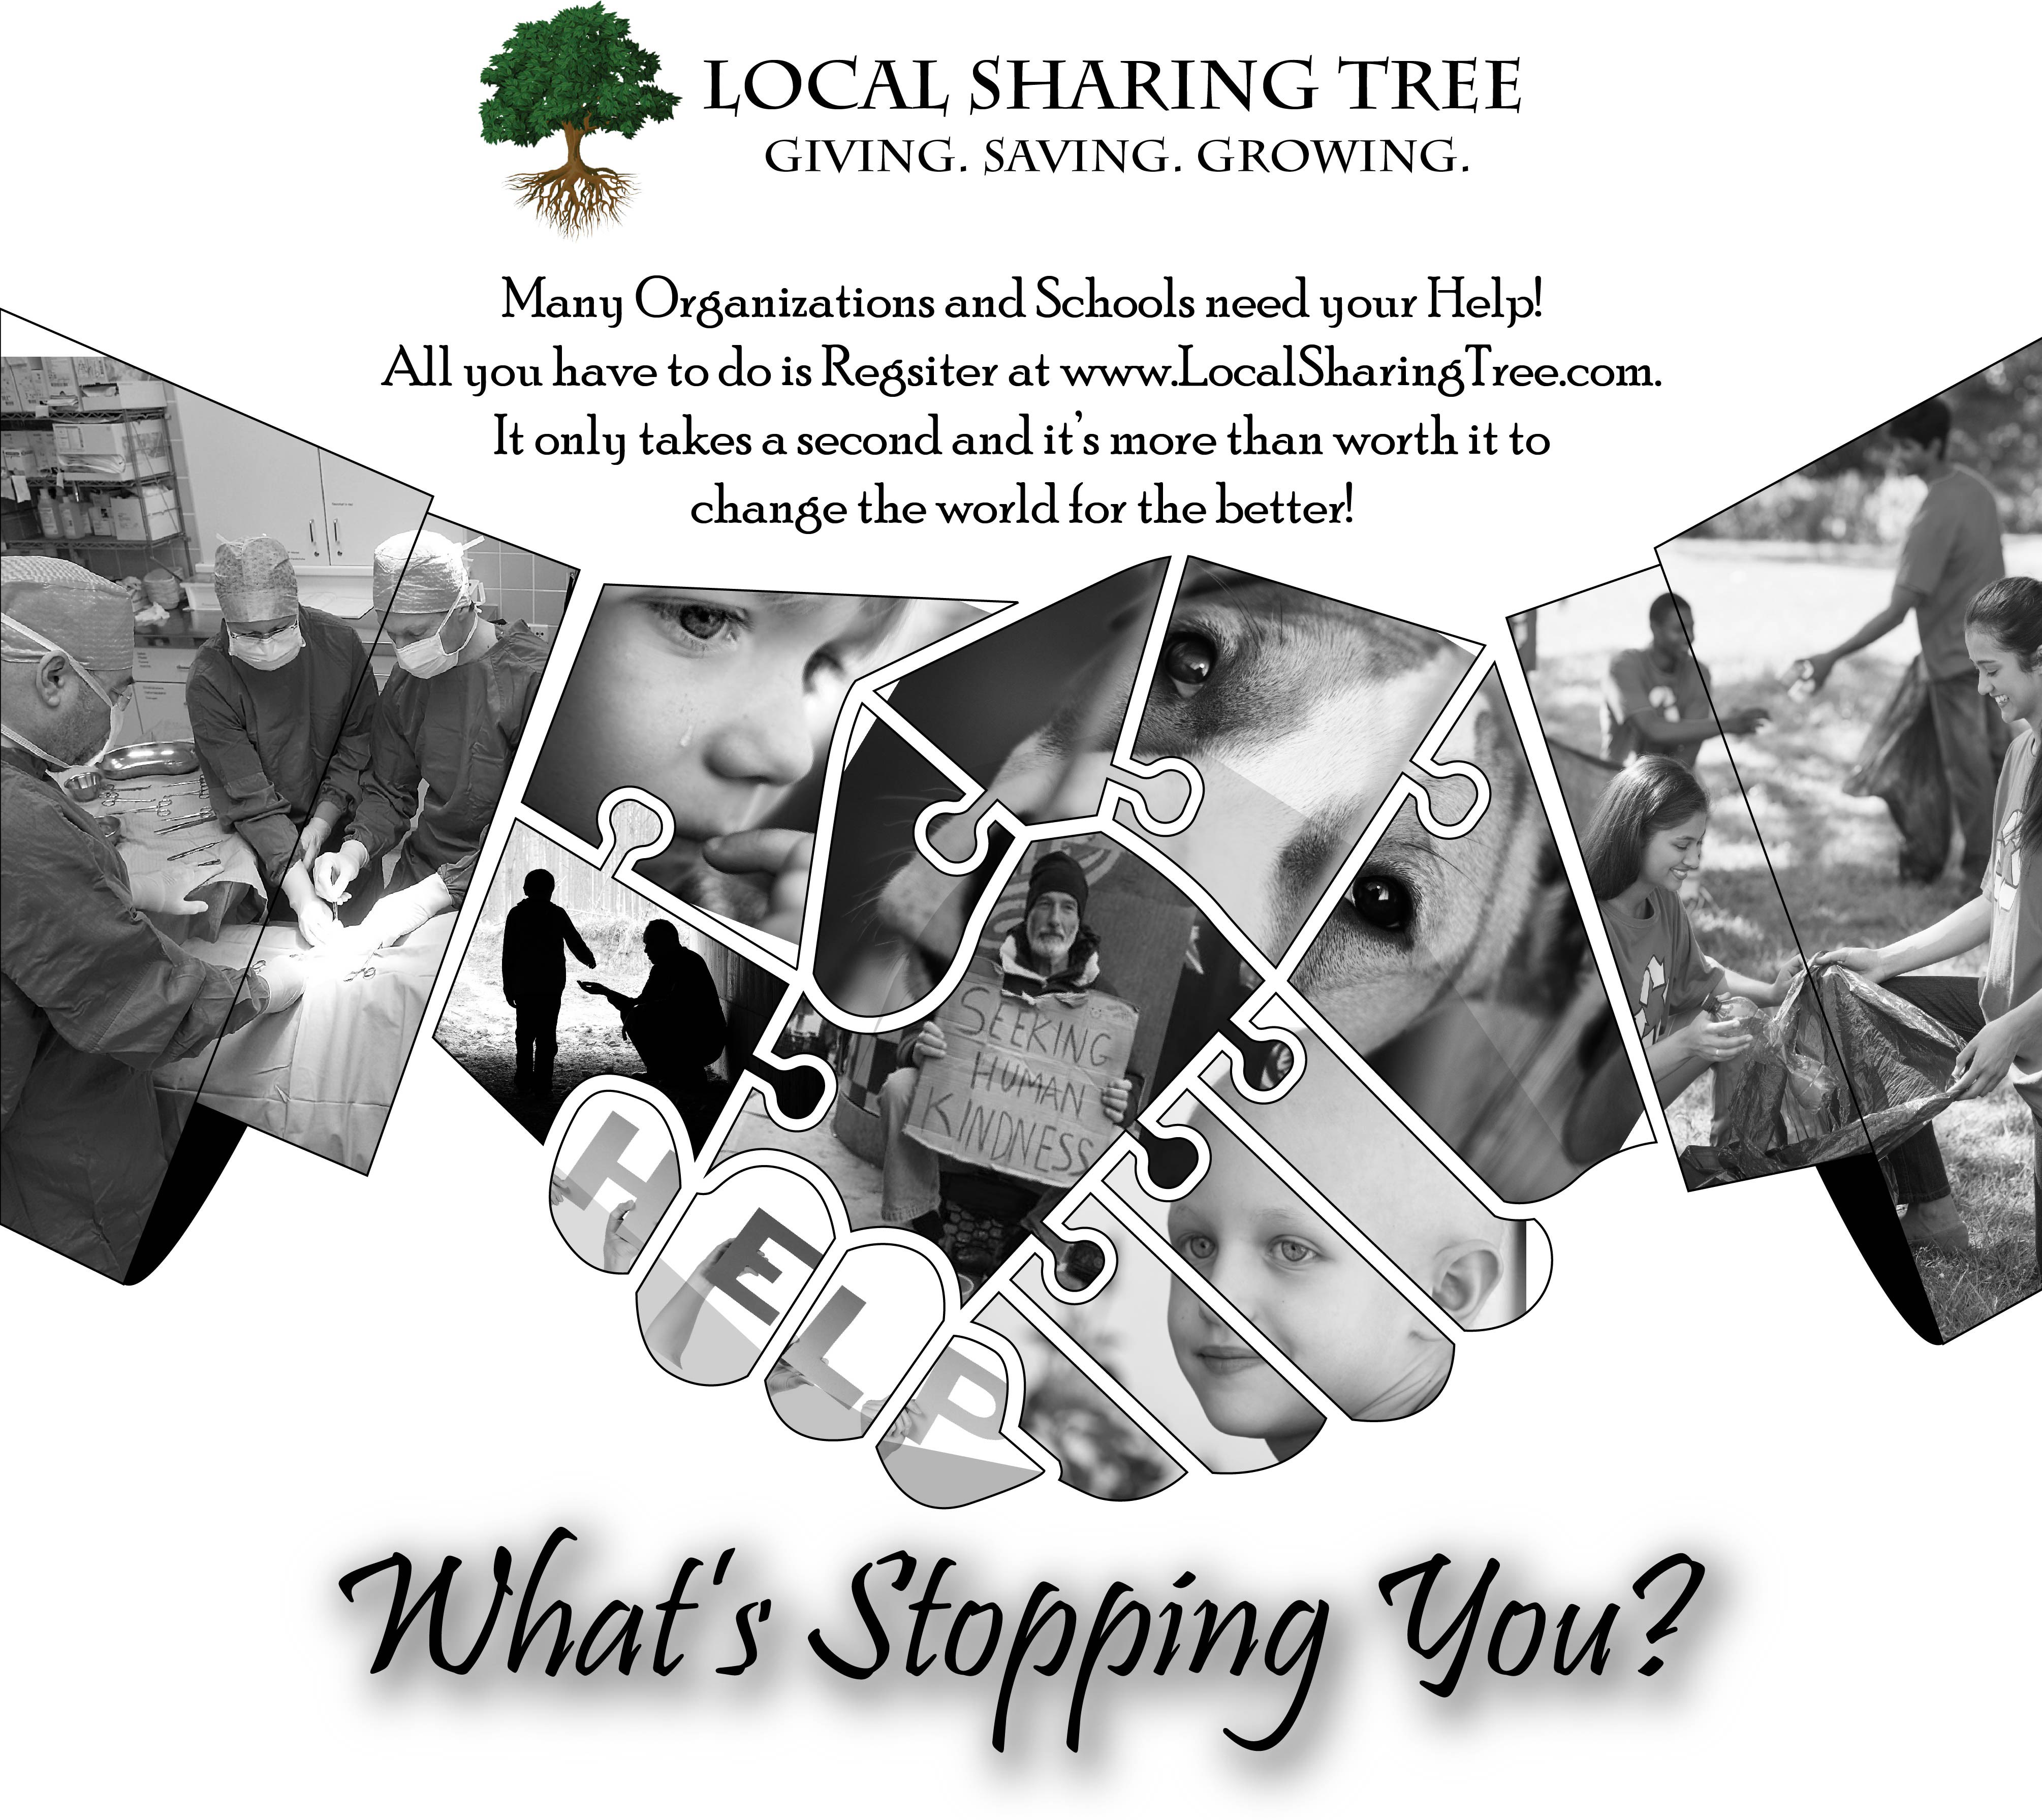 LOCAL SHARING TREE
GIVING. SAVING. GROWING.
Many Organizations and Schools need your Help!
All you have to do is Regsiter at www.LocalSharingTree.com.
It only takes a second and it's more than worth it to
change the world for the better!
SEEKING
HUMAN
KINDNESS
HELP
What's Stopping You?